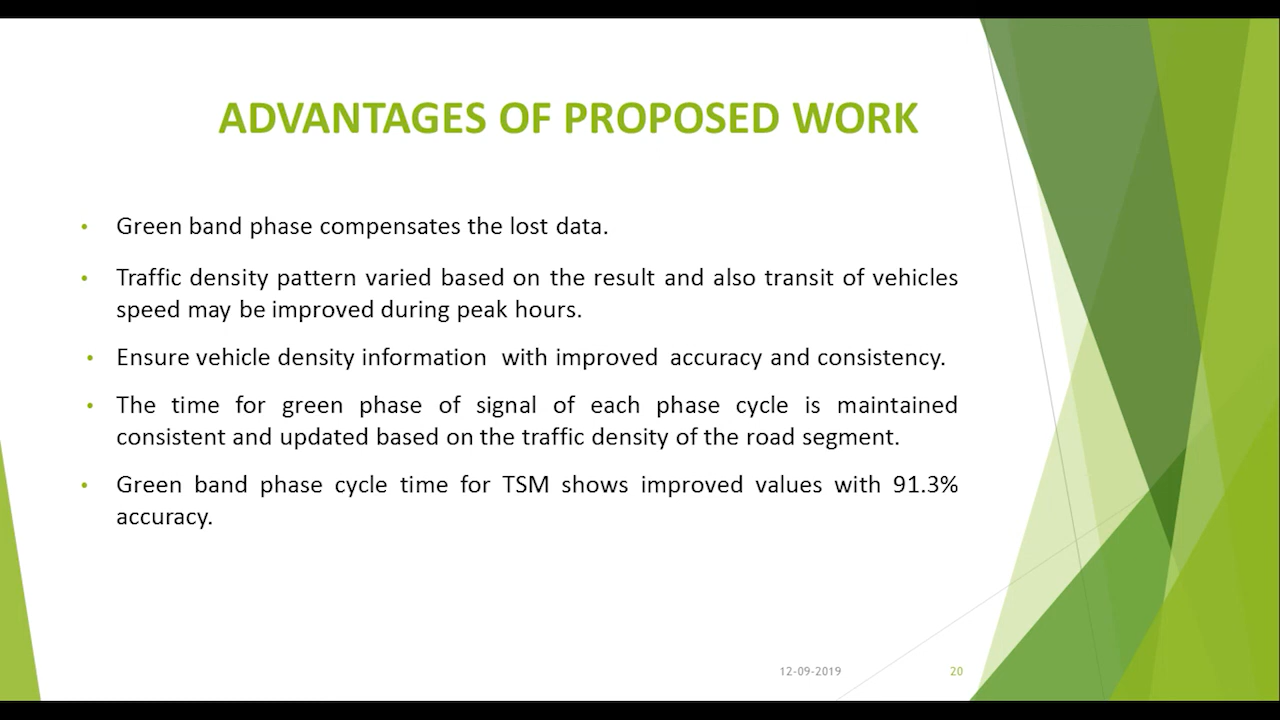 ADVANTAGES OF PROPOSED WORK
• Green band phase compensates the lost data.
• Traffic density pattern varied based on the result and also transit of vehicles
speed may be improved during peak hours.
• Ensure vehicle density information with improved accuracy and consistency.
• The time for green phase of signal of each phase cycle is maintained
consistent and updated based on the traffic density of the road segment.
• Green band phase cycle time for TSM shows improved values with 91.3%
accuracy.
12-09-2019 20